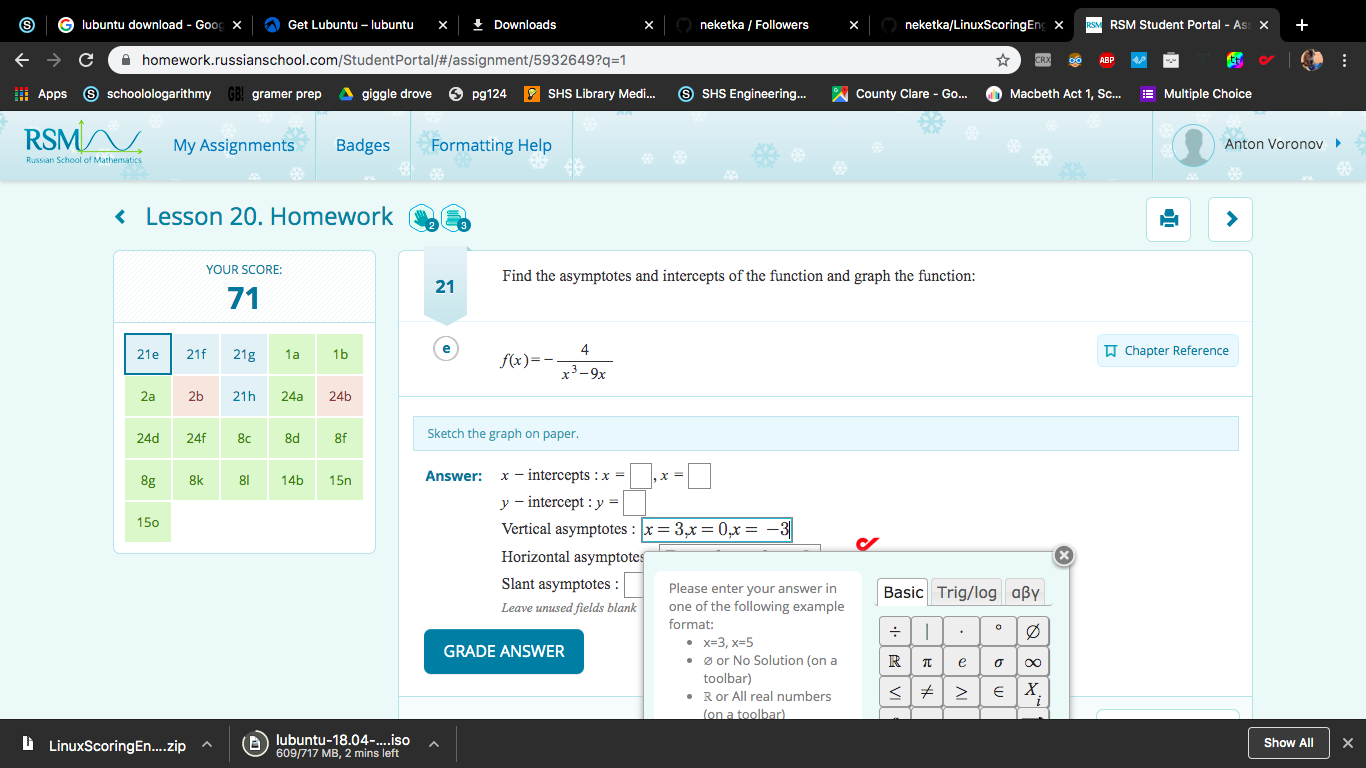 lubuntu download - Goog
Get Lubuntu – lubuntu
Downloads
neketka / Followers
neketka/LinuxScoringEng
RSM Student Portal - Ass
homework.russianschool.com/StudentPortal/#/assignment/5932649?q=1
CRX
ABP
Apps
schoolologarithmy
GB!
gramer prep
giggle drove
pg124
SHS Library Medi...
SHS Engineering...
County Clare - Go...
Macbeth Act 1, Sc...
Multiple Choice
RSM
Russian School of Mathematics
My Assignments
Badges
Formatting Help
Anton Voronov
Lesson 20. Homework
2
3
YOUR SCORE:
71
21e 21f 21g 1a 1b
2a 2b 21h 24a 24b
24d 24f 8c 8d 8f
8g 8k 8l 14b 15n
15o
21
Find the asymptotes and intercepts of the function and graph the function:
e
f(x)=− 4 / x³−9x
Chapter Reference
Sketch the graph on paper.
Answer:
x − intercepts : x = , x =
y − intercept : y =
Vertical asymptotes : x = 3,x = 0,x = −3
Horizontal asymptotes
Slant asymptotes :
Leave unused fields blank
GRADE ANSWER
Please enter your answer in
one of the following example
format:
• x=3, x=5
• ∅ or No Solution (on a
toolbar)
• ℝ or All real numbers
(on a toolbar)
Basic Trig/log αβγ
÷ | · ° ∅
ℝ π e σ ∞
≤ ≠ ≥ ∈ Xi
LinuxScoringEn....zip
lubuntu-18.04-....iso
609/717 MB, 2 mins left
Show All